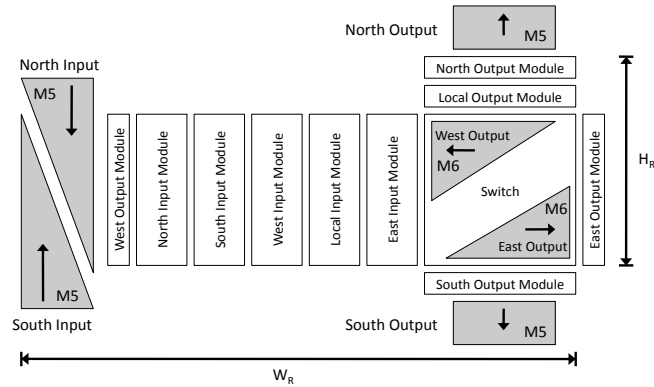 North Output
M5
North Input
M5
North Output Module
Local Output Module
West Output Module
North Input Module
South Input Module
West Input Module
Local Input Module
East Input Module
West Output
M6
Switch
M6
East Output
East Output Module
H_R
M5
South Input
South Output Module
South Output
M5
W_R